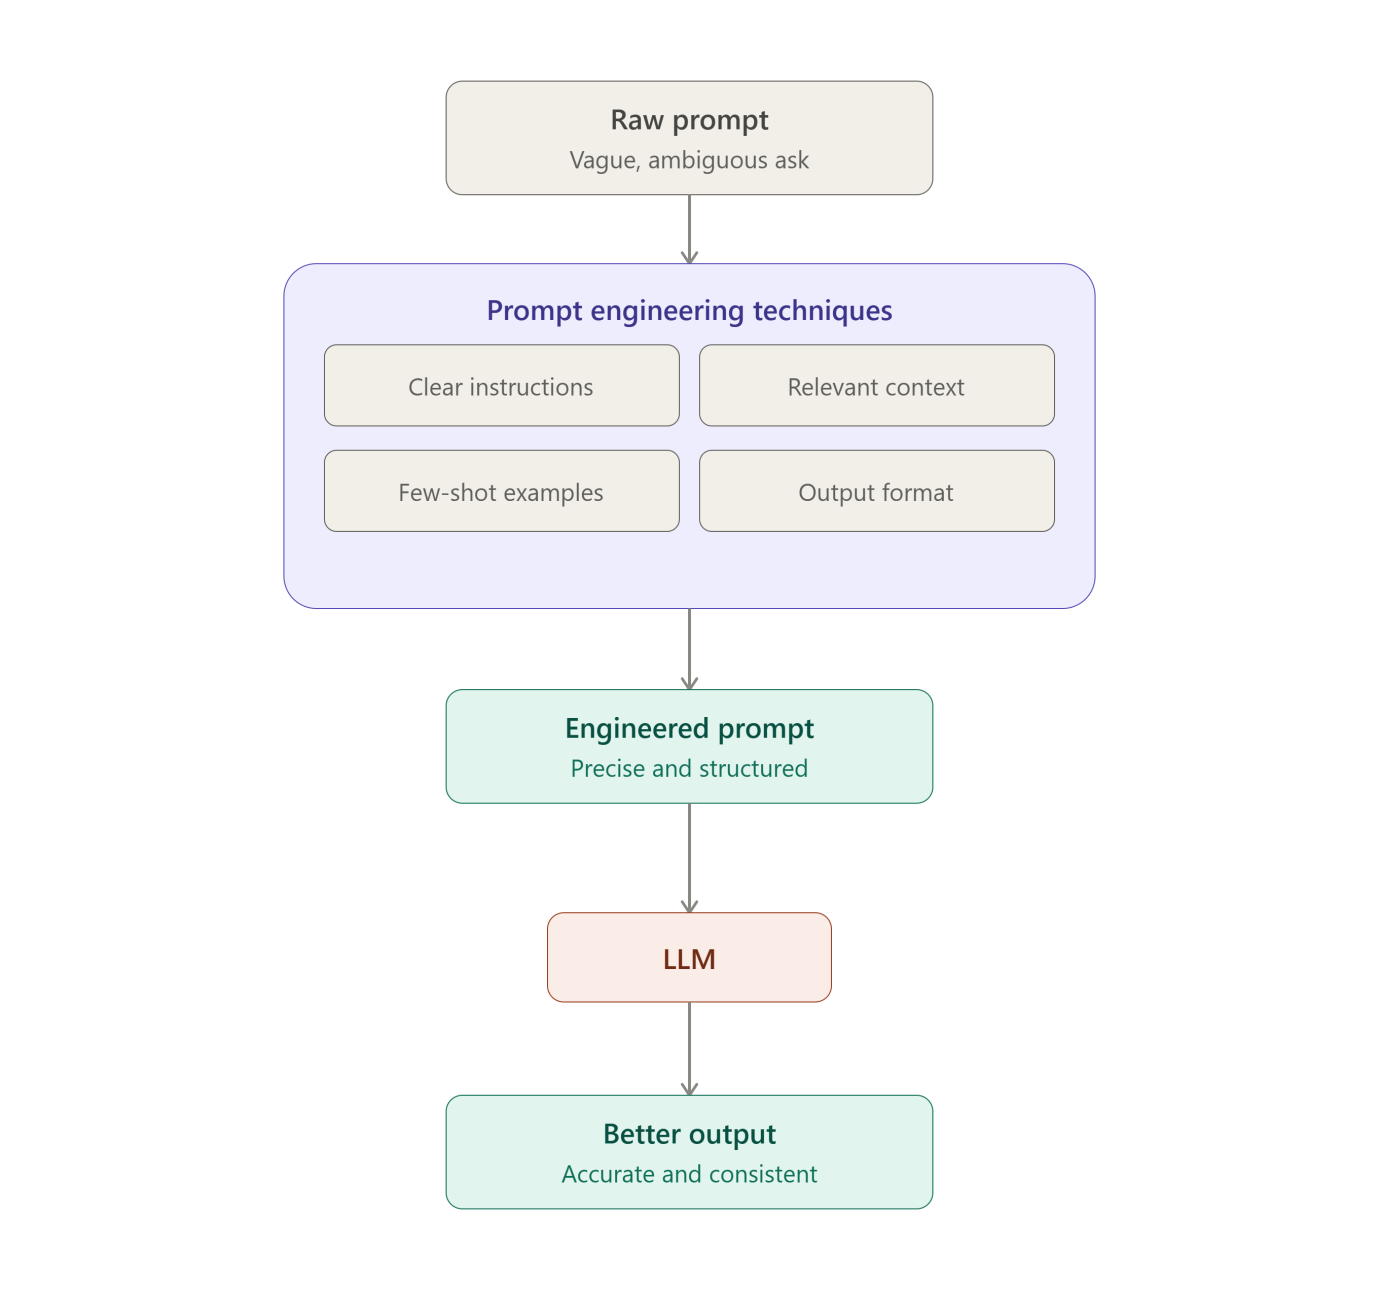 Raw prompt
Vague, ambiguous ask
Prompt engineering techniques
Clear instructions
Relevant context
Few-shot examples
Output format
Engineered prompt
Precise and structured
LLM
Better output
Accurate and consistent